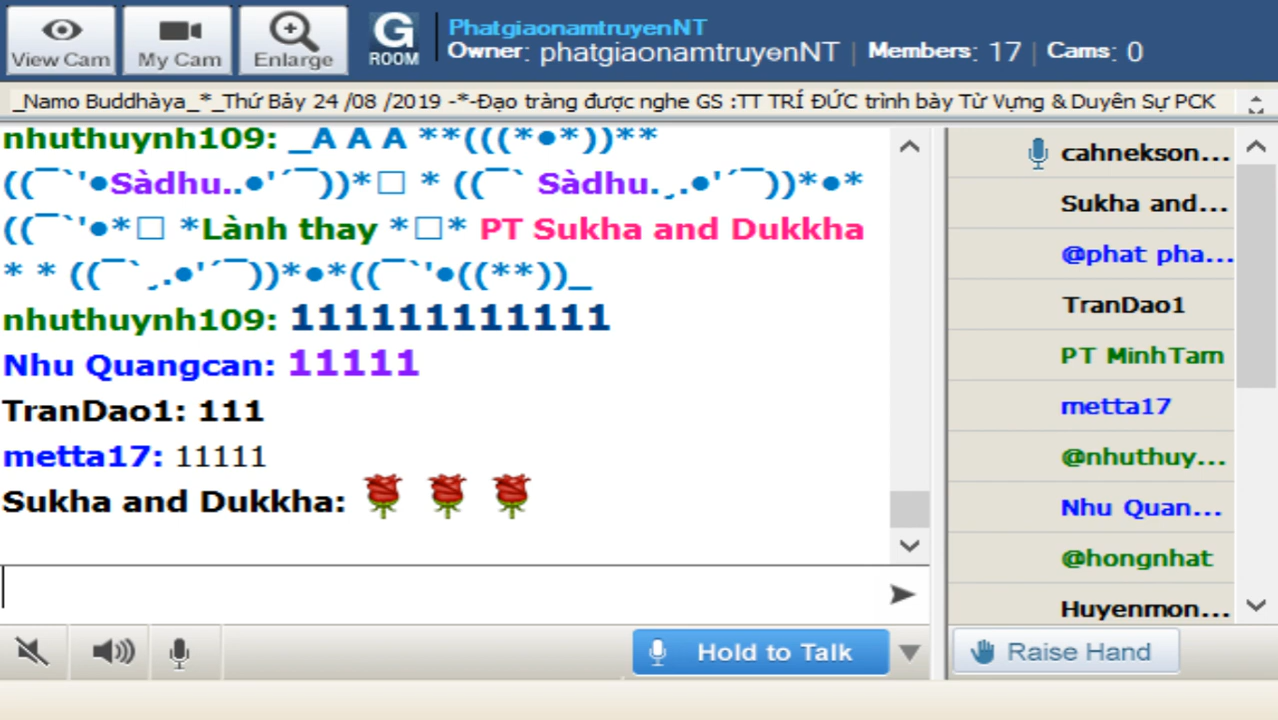 View Cam
My Cam
Enlarge
G ROOM
PhatgiaonamtruyenNT
Owner: phatgiaonamtruyenNT | Members: 17 | Cams: 0
_Namo Buddhàya_*_Thứ Bảy 24 /08 /2019 -*-Đạo tràng được nghe GS :TT TRÍ ĐỨC trình bày Từ Vựng & Duyên Sự PCK
nhuthuynh109: _A A A **(((*●*))**
((¯`'●Sàdhu..●'´¯))*□ * ((¯` Sàdhu.¸.●'´¯))*●*
((¯`'●*□ *Lành thay *□* PT Sukha and Dukkha
* * ((¯`¸.●'´¯))*●*((¯`'●((**))_
nhuthuynh109: 111111111111
Nhu Quangcan: 11111
TranDao1: 111
metta17: 11111
Sukha and Dukkha:
cahnekson...
Sukha and...
@phat pha...
TranDao1
PT MinhTam
metta17
@nhuthuy...
Nhu Quan...
@hongnhat
Huyenmon...
Hold to Talk
Raise Hand